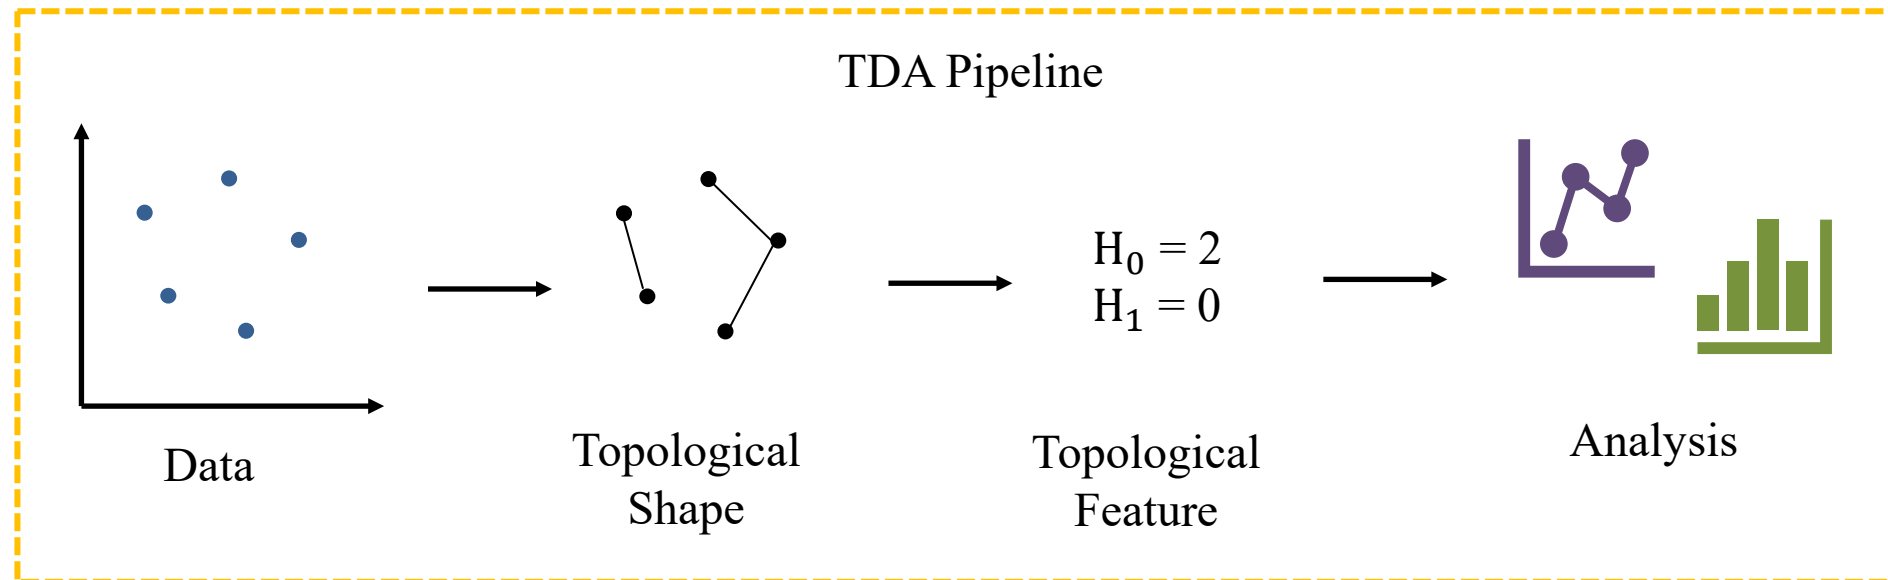 TDA Pipeline
H₀ = 2
H₁ = 0
Data
Topological
Shape
Topological
Feature
Analysis